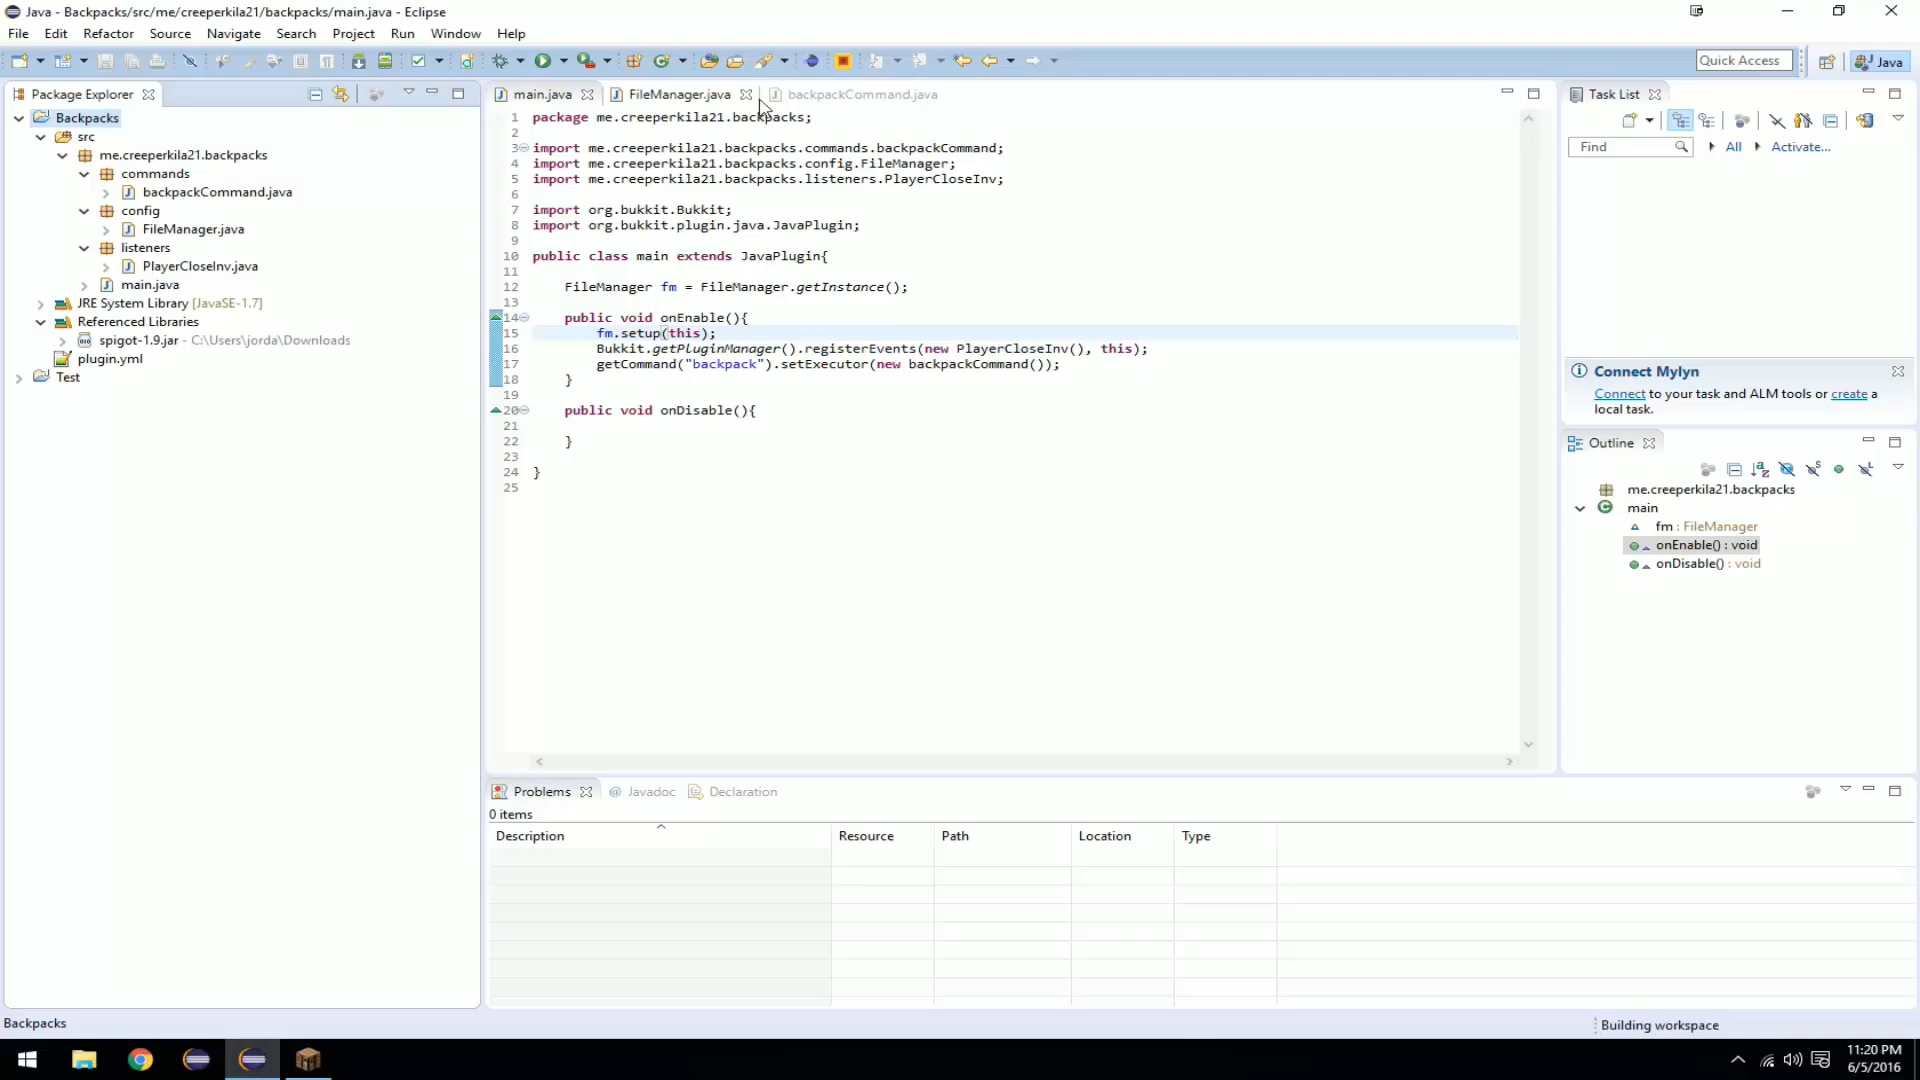 Java - Backpacks/src/me/creeperkila21/backpacks/main.java - Eclipse
File Edit Refactor Source Navigate Search Project Run Window Help
Quick Access
Java
Package Explorer
Backpacks
src
me.creeperkila21.backpacks
commands
backpackCommand.java
config
FileManager.java
listeners
PlayerCloseInv.java
main.java
JRE System Library [JavaSE-1.7]
Referenced Libraries
spigot-1.9.jar - C:\Users\jorda\Downloads
plugin.yml
Test
main.java FileManager.java backpackCommand.java
1 package me.creeperkila21.backpacks;
2
3 import me.creeperkila21.backpacks.commands.backpackCommand;
4 import me.creeperkila21.backpacks.config.FileManager;
5 import me.creeperkila21.backpacks.listeners.PlayerCloseInv;
6
7 import org.bukkit.Bukkit;
8 import org.bukkit.plugin.java.JavaPlugin;
9
10 public class main extends JavaPlugin{
11
12 FileManager fm = FileManager.getInstance();
13
14 public void onEnable(){
15 fm.setup(this);
16 Bukkit.getPluginManager().registerEvents(new PlayerCloseInv(), this);
17 getCommand("backpack").setExecutor(new backpackCommand());
18 }
19
20 public void onDisable(){
21
22 }
23
24 }
25
Task List
Find All Activate...
Connect Mylyn
Connect to your task and ALM tools or create a
local task.
Outline
me.creeperkila21.backpacks
main
fm : FileManager
onEnable() : void
onDisable() : void
Problems Javadoc Declaration
0 items
Description Resource Path Location Type
Backpacks
Building workspace
11:20 PM
6/5/2016